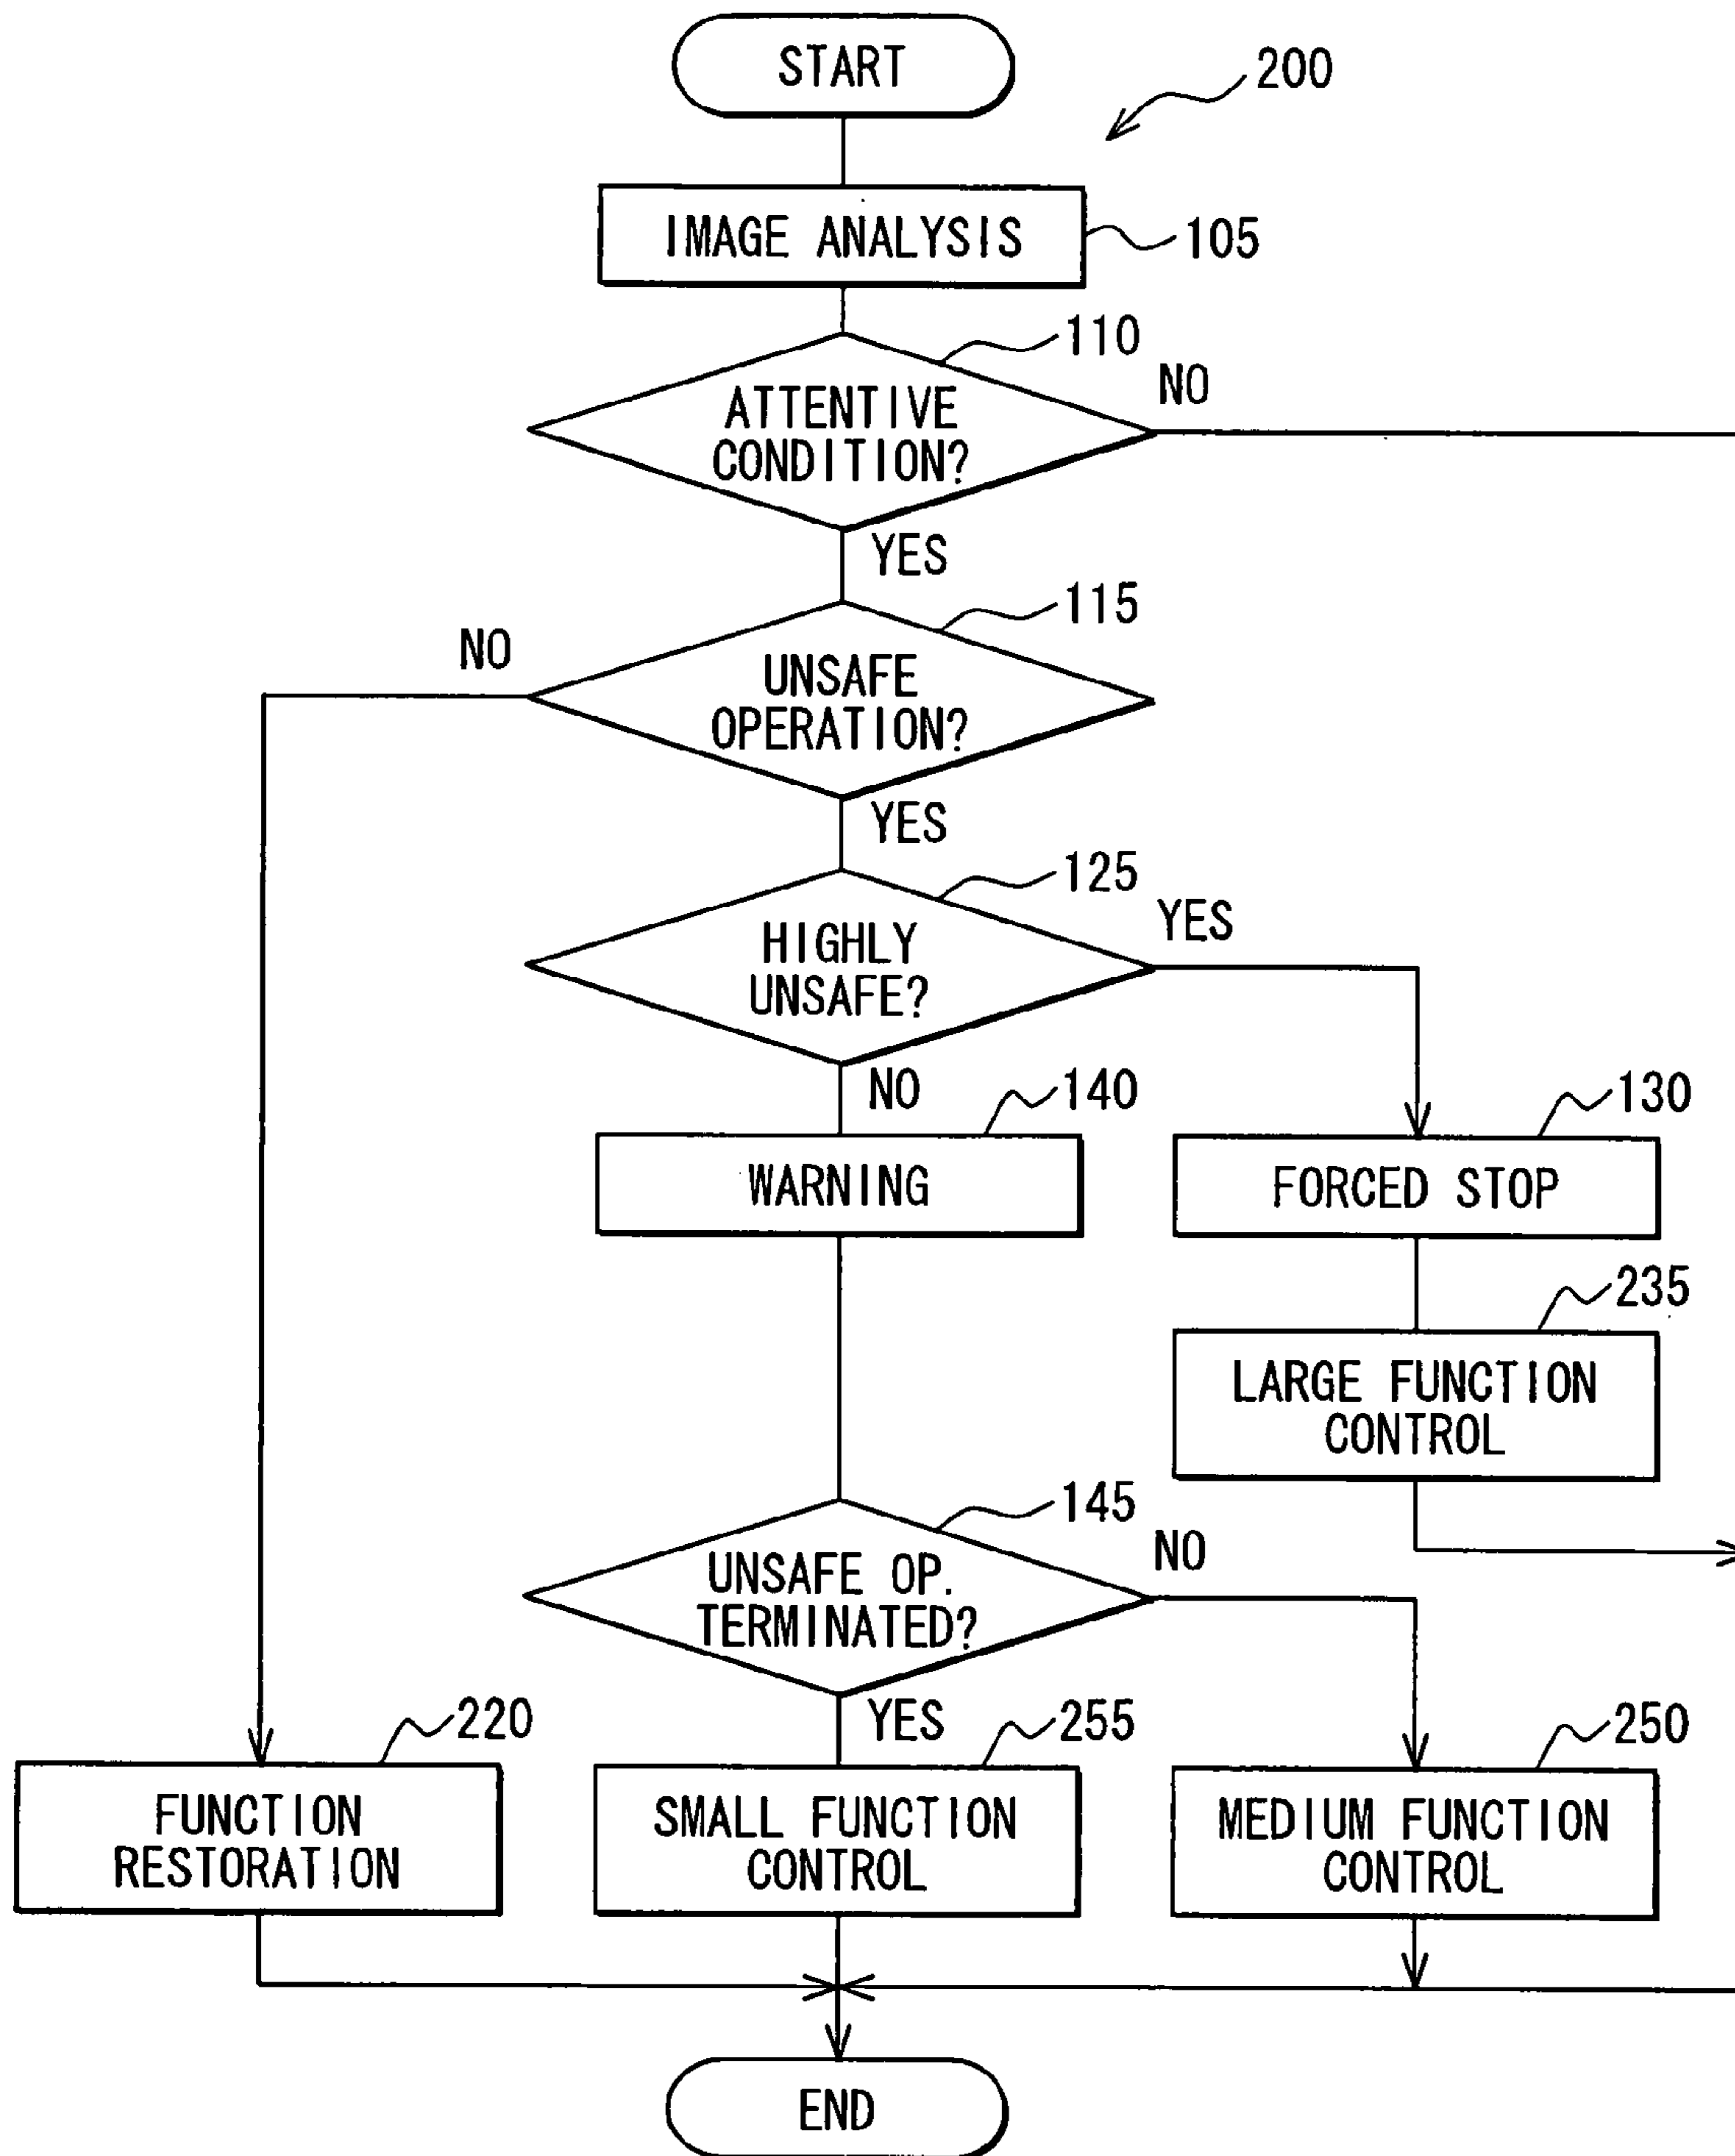 START
200
IMAGE ANALYSIS
105
110
NO
ATTENTIVE
CONDITION?
YES
115
NO
UNSAFE
OPERATION?
YES
125
YES
HIGHLY
UNSAFE?
NO
140
130
WARNING
FORCED STOP
235
LARGE FUNCTION
CONTROL
145
NO
UNSAFE OP.
TERMINATED?
YES
220
255
250
FUNCTION
RESTORATION
SMALL FUNCTION
CONTROL
MEDIUM FUNCTION
CONTROL
END